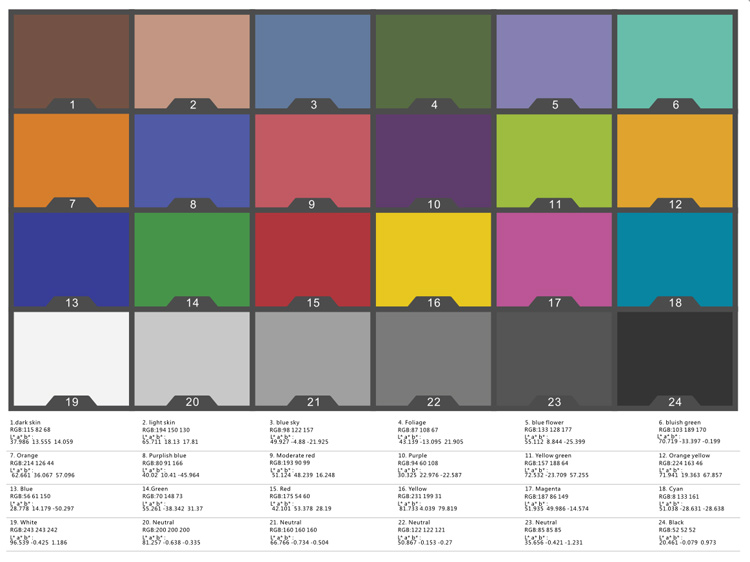 1 2 3 4 5 6
7 8 9 10 11 12
13 14 15 16 17 18
19 20 21 22 23 24
1.dark skin 2. light skin 3. blue sky 4. Foliage 5. blue flower 6. bluish green
RGB:115 82 68 RGB:194 150 130 RGB:98 122 157 RGB:87 108 67 RGB:133 128 177 RGB:103 189 170
L* a* b* : L* a* b* : L* a* b* : L* a* b* : L* a* b* : L* a* b* :
37.986 13.555 14.059 65.711 18.13 17.81 49.927 -4.88 -21.925 43.139 -13.095 21.905 55.112 8.844 -25.399 70.719 -33.397 -0.199
7. Orange 8. Purplish blue 9. Moderate red 10. Purple 11. Yellow green 12. Orange yellow
RGB:214 126 44 RGB:80 91 166 RGB:193 90 99 RGB:94 60 108 RGB:157 188 64 RGB:224 163 46
L* a* b* : L* a* b* : L* a* b* : L* a* b* : L* a* b* : L* a* b* :
62.661 36.067 57.096 40.02 10.41 -45.964 51.124 48.239 16.248 30.325 22.976 -22.587 72.532 -23.709 57.255 71.941 19.363 67.857
13. Blue 14.Green 15. Red 16. Yellow 17. Magenta 18. Cyan
RGB:56 61 150 RGB:70 148 73 RGB:175 54 60 RGB:231 199 31 RGB:187 86 149 RGB:8 133 161
L* a* b* : L* a* b* : L* a* b* : L* a* b* : L* a* b* : L* a* b* :
28.778 14.179 -50.297 55.261 -38.342 31.37 42.101 53.378 28.19 81.733 4.039 79.819 51.935 49.986 -14.574 51.038 -28.631 -28.638
19. White 20. Neutral 21. Neutral 22. Neutral 23. Neutral 24. Black
RGB:243 243 242 RGB:200 200 200 RGB:160 160 160 RGB:122 122 121 RGB:85 85 85 RGB:52 52 52
L* a* b* : L* a* b* : L* a* b* : L* a* b* : L* a* b* : L* a* b* :
96.539 -0.425 1.186 81.257 -0.638 -0.335 66.766 -0.734 -0.504 50.867 -0.153 -0.27 35.656 -0.421 -1.231 20.461 -0.079 0.973